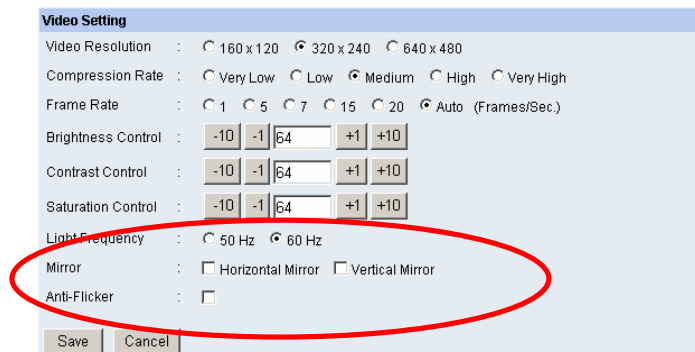 Video Setting
Video Resolution : 160 x 120 320 x 240 640 x 480
Compression Rate : Very Low Low Medium High Very High
Frame Rate : 1 5 7 15 20 Auto (Frames/Sec.)
Brightness Control : -10 -1 64 +1 +10
Contrast Control : -10 -1 64 +1 +10
Saturation Control : -10 -1 64 +1 +10
Light Frequency : 50 Hz 60 Hz
Mirror : Horizontal Mirror Vertical Mirror
Anti-Flicker :
Save Cancel